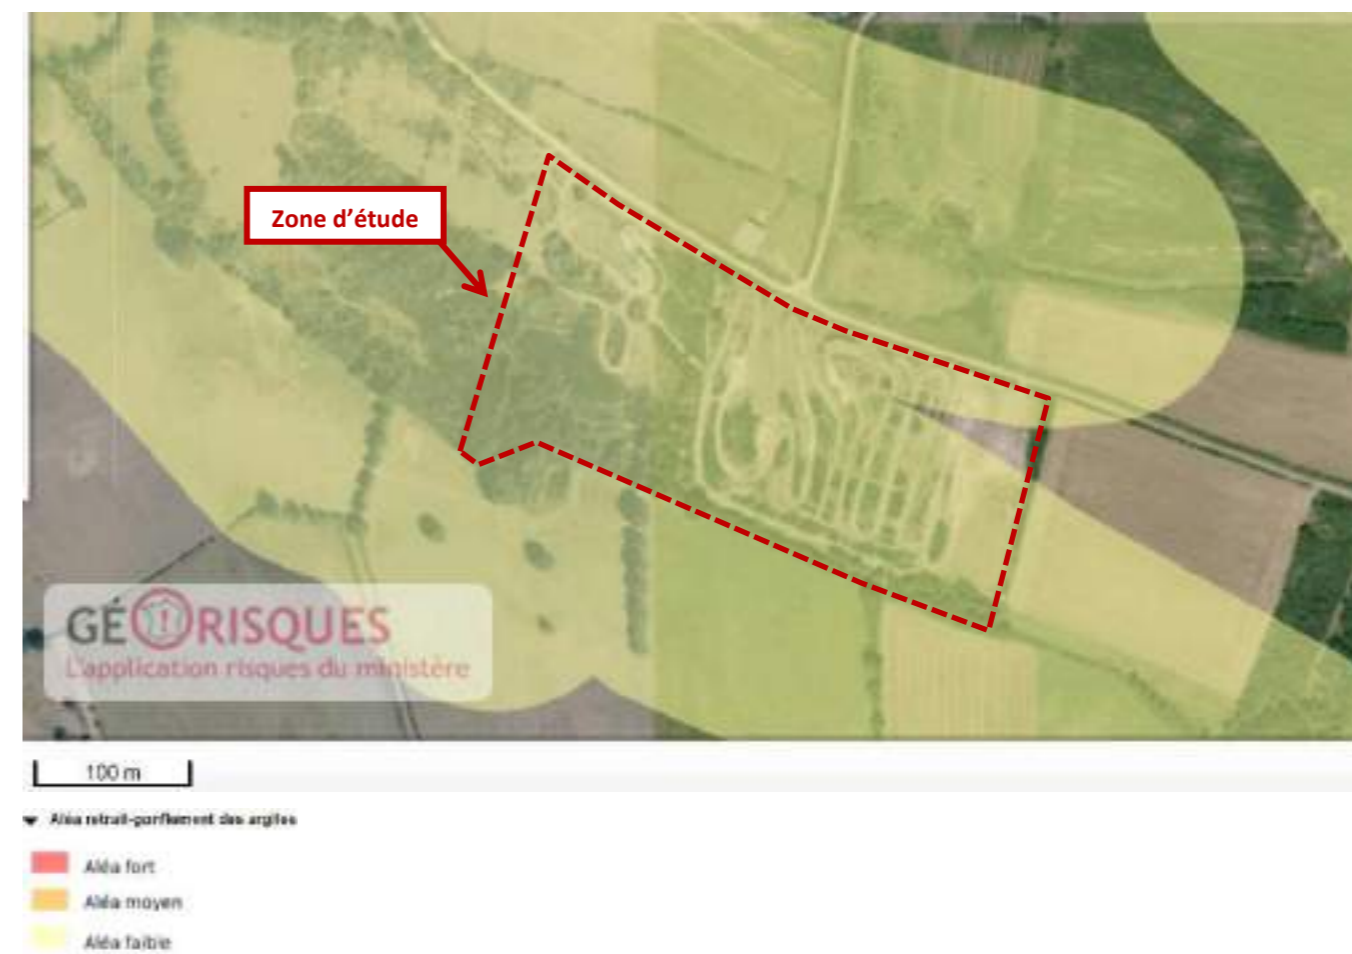 Zone d’étude
GÉORISQUES
L'application risques du ministère
100 m
Aléa retrait-gonflement des argiles
Aléa fort
Aléa moyen
Aléa faible